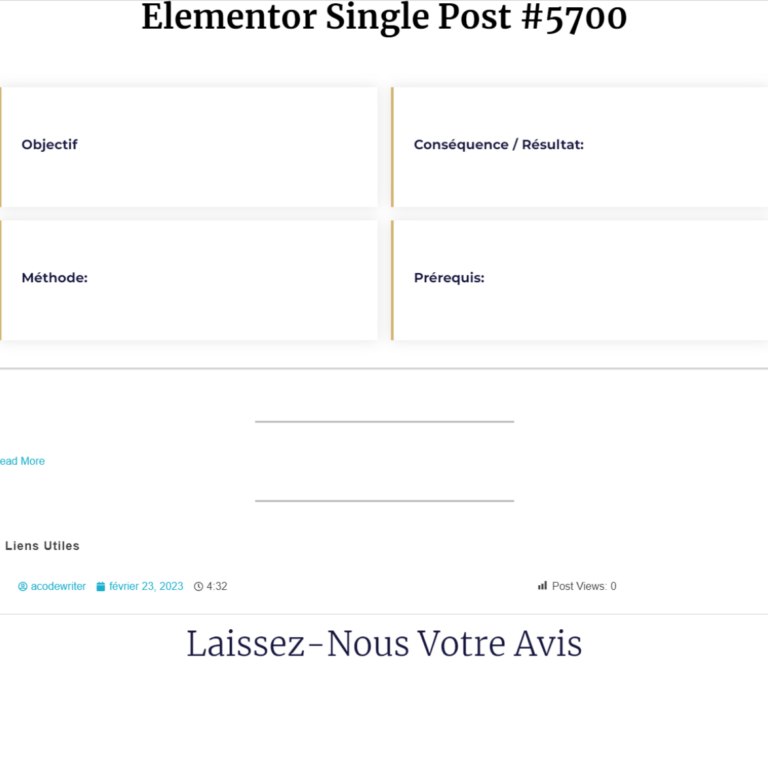 Elementor Single Post #5700
Objectif
Conséquence / Résultat:
Méthode:
Prérequis:
ead More
Liens Utiles
acodewriter février 23, 2023 4:32 Post Views: 0
Laissez-Nous Votre Avis